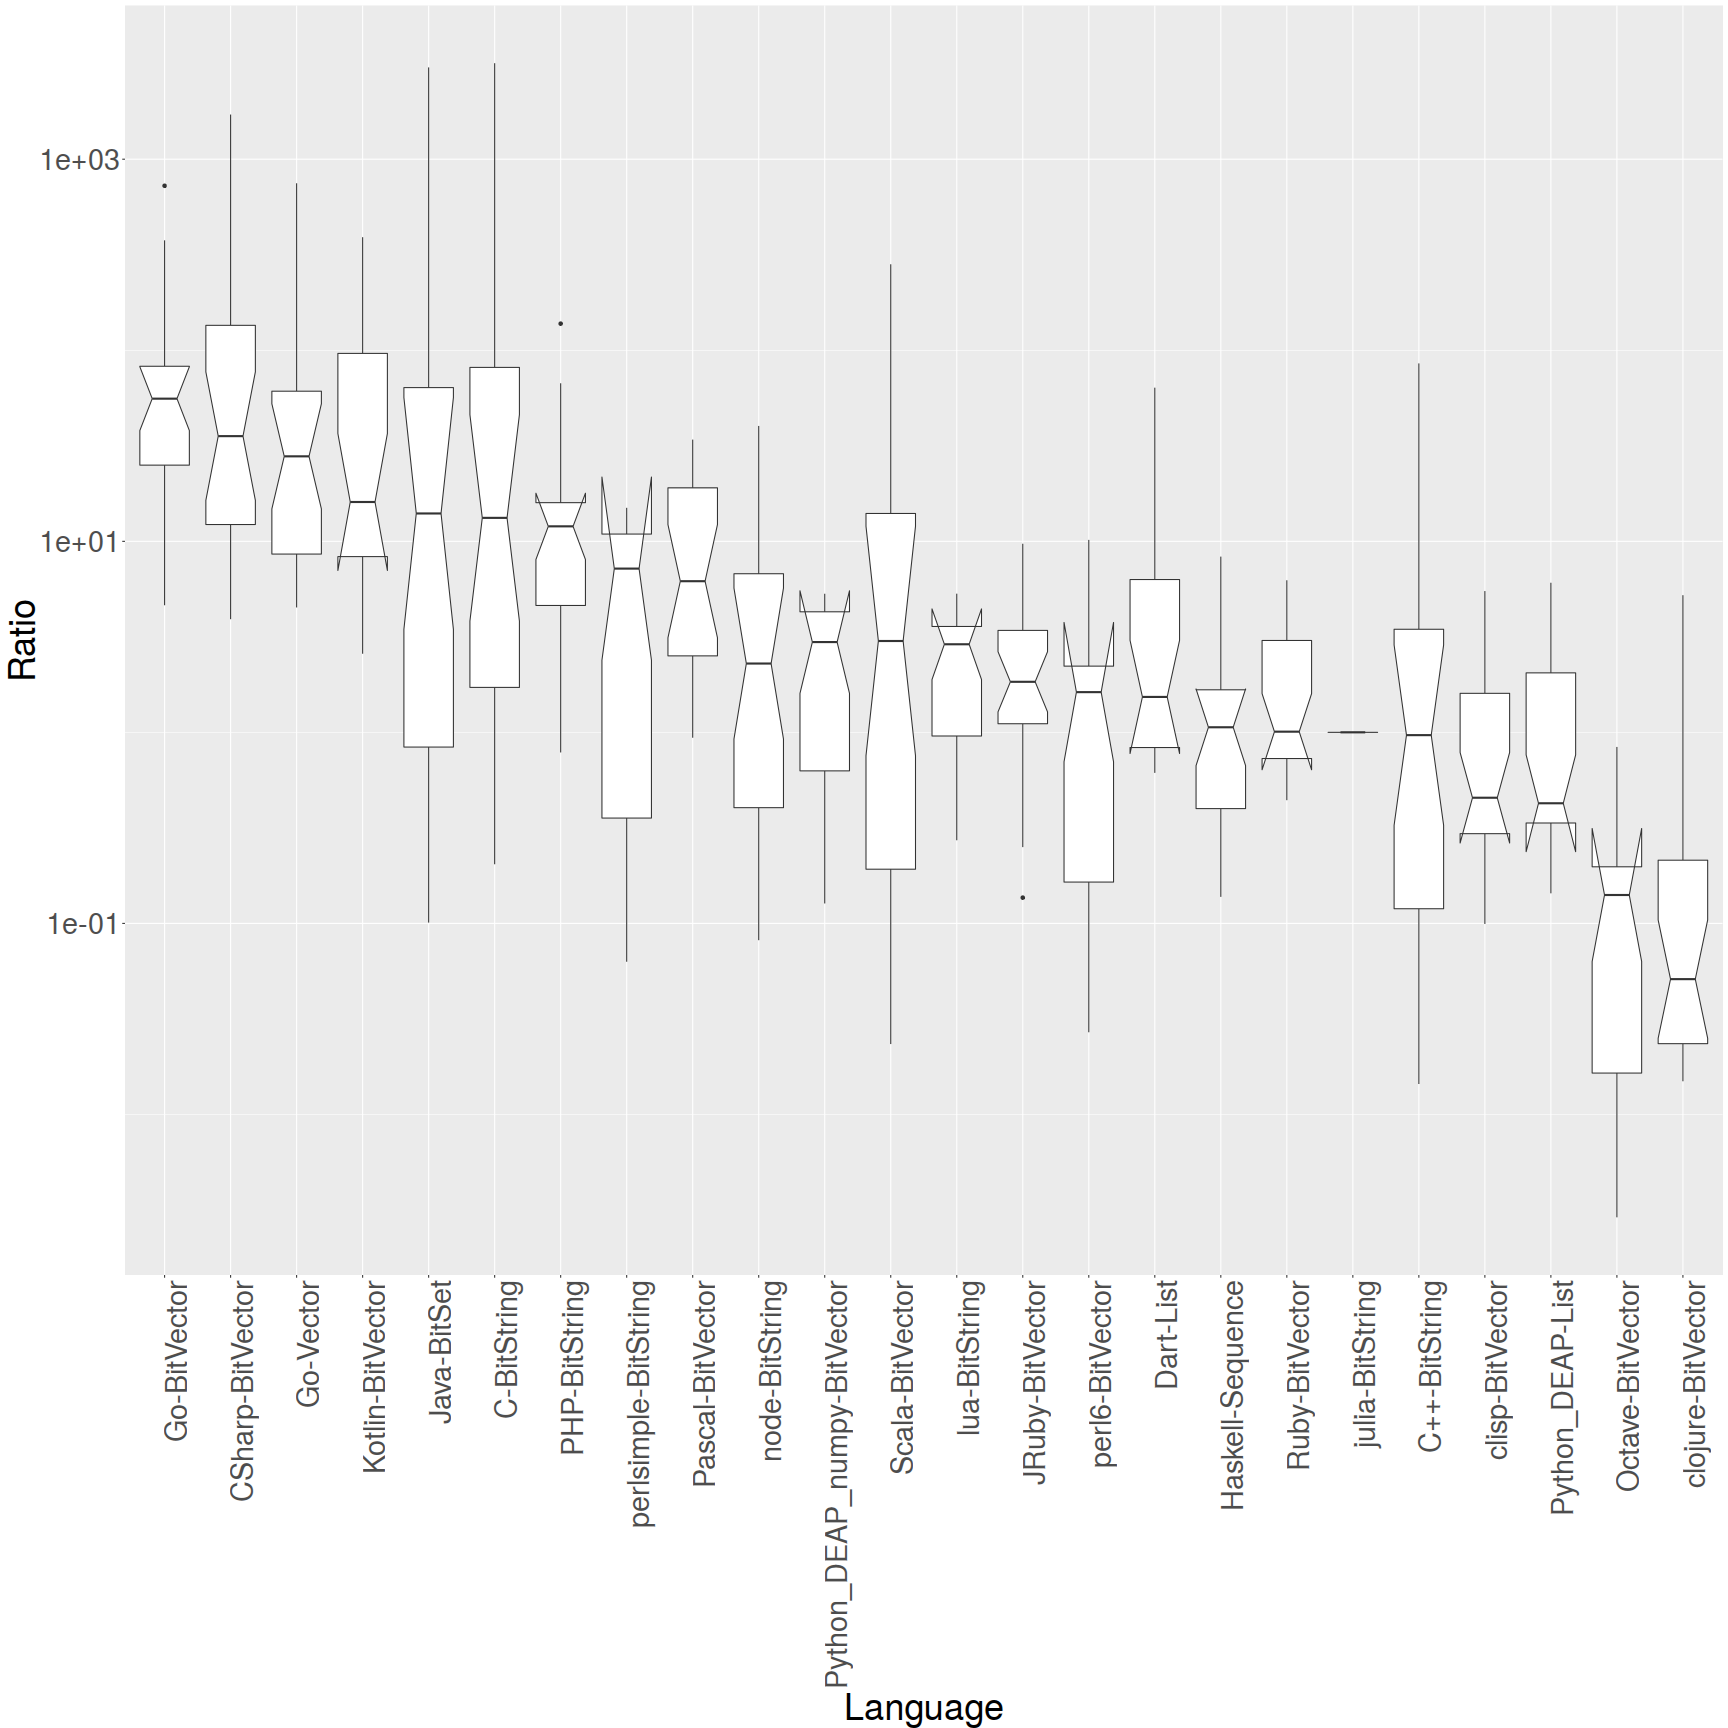 Ratio
1e+03
1e+01
1e-01
Go-BitVector
CSharp-BitVector
Go-Vector
Kotlin-BitVector
Java-BitSet
C-BitString
PHP-BitString
perlsimple-BitString
Pascal-BitVector
node-BitString
Python_DEAP_numpy-BitVector
Scala-BitVector
lua-BitString
JRuby-BitVector
perl6-BitVector
Dart-List
Haskell-Sequence
Ruby-BitVector
julia-BitString
C++-BitString
clisp-BitVector
Python_DEAP-List
Octave-BitVector
clojure-BitVector
Language